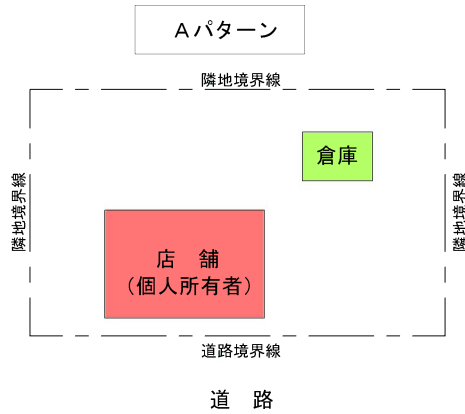 Aパターン
隣地境界線
倉庫
隣地境界線
隣地境界線
店　舗
（個人所有者）
道路境界線
道　路